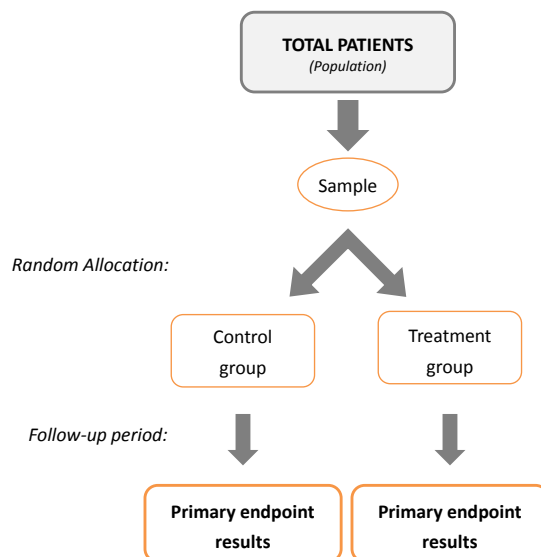 TOTAL PATIENTS
(Population)
Sample
Random Allocation:
Control
group
Treatment
group
Follow-up period:
Primary endpoint
results
Primary endpoint
results